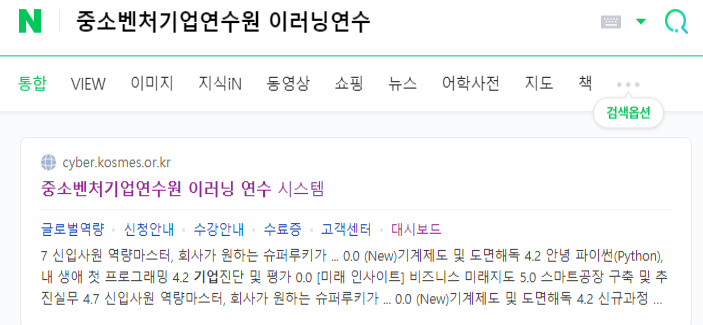 N 중소벤처기업연수원 이러닝연수
통합 VIEW 이미지 지식iN 동영상 쇼핑 뉴스 어학사전 지도 책
검색옵션
cyber.kosmes.or.kr
중소벤처기업연수원 이러닝 연수 시스템
글로벌역량 · 신청안내 · 수강안내 · 수료증 · 고객센터 · 대시보드
7 신입사원 역량마스터, 회사가 원하는 슈퍼루키가 ... 0.0 (New)기계제도 및 도면해독 4.2 안녕 파이썬(Python),
내 생애 첫 프로그래밍 4.2 기업진단 및 평가 0.0 [미래 인사이트] 비즈니스 미래지도 5.0 스마트공장 구축 및 추
진실무 4.7 신입사원 역량마스터, 회사가 원하는 슈퍼루키가 ... 0.0 (New)기계제도 및 도면해독 4.2 신규과정 ...